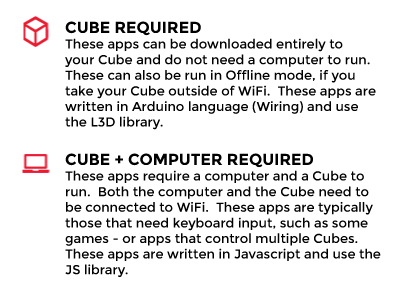 CUBE REQUIRED
These apps can be downloaded entirely to
your Cube and do not need a computer to run.
These can also be run in Offline mode, if you
take your Cube outside of WiFi.  These apps are
written in Arduino language (Wiring) and use
the L3D library.
CUBE + COMPUTER REQUIRED
These apps require a computer and a Cube to
run.  Both the computer and the Cube need to
be connected to WiFi.  These apps are typically
those that need keyboard input, such as some
games - or apps that control multiple Cubes.
These apps are written in Javascript and use the
JS library.